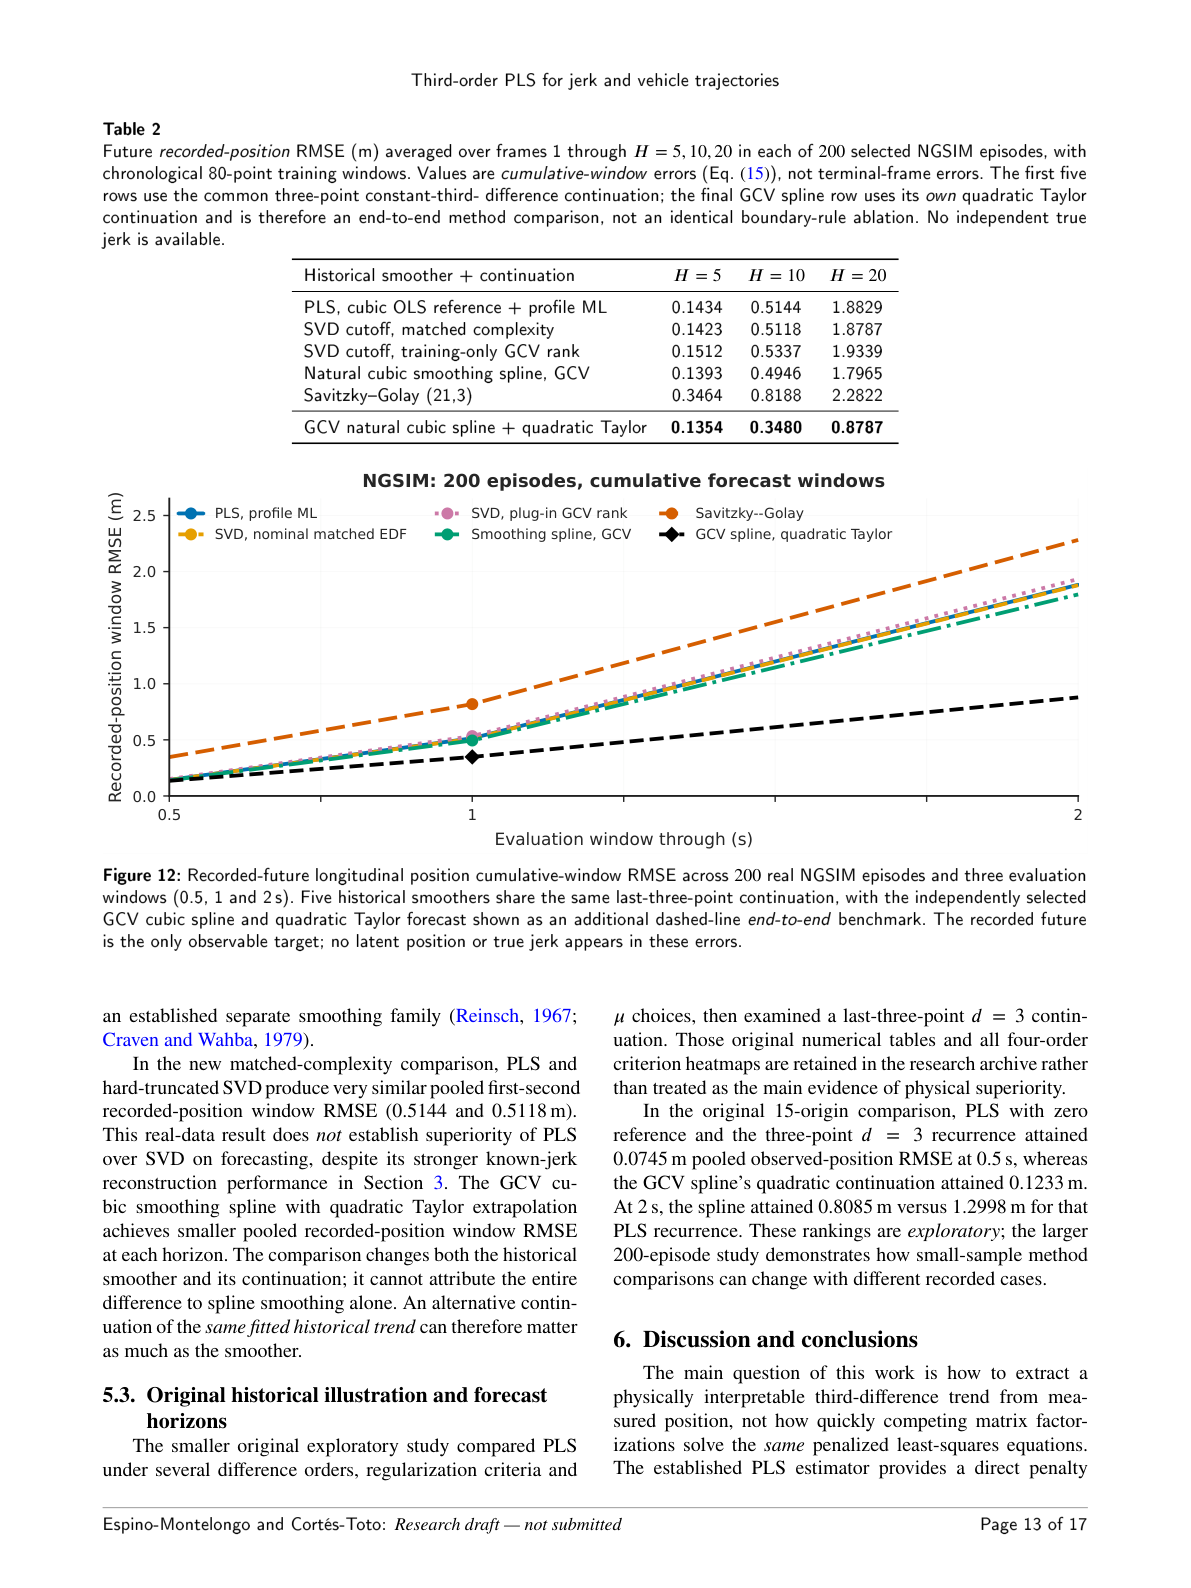 Third-order PLS for jerk and vehicle trajectories
Table 2
Future recorded-position RMSE (m) averaged over frames 1 through H = 5, 10, 20 in each of 200 selected NGSIM episodes, with
chronological 80-point training windows. Values are cumulative-window errors (Eq. (15)), not terminal-frame errors. The first five
rows use the common three-point constant-third- difference continuation; the final GCV spline row uses its own quadratic Taylor
continuation and is therefore an end-to-end method comparison, not an identical boundary-rule ablation. No independent true
jerk is available.
Historical smoother + continuation H = 5 H = 10 H = 20
PLS, cubic OLS reference + profile ML 0.1434 0.5144 1.8829
SVD cutoff, matched complexity 0.1423 0.5118 1.8787
SVD cutoff, training-only GCV rank 0.1512 0.5337 1.9339
Natural cubic smoothing spline, GCV 0.1393 0.4946 1.7965
Savitzky–Golay (21,3) 0.3464 0.8188 2.2822
GCV natural cubic spline + quadratic Taylor 0.1354 0.3480 0.8787
NGSIM: 200 episodes, cumulative forecast windows
Recorded-position window RMSE (m)
PLS, profile ML SVD, plug-in GCV rank Savitzky--Golay
SVD, nominal matched EDF Smoothing spline, GCV GCV spline, quadratic Taylor
2.5
2.0
1.5
1.0
0.5
0.0
0.5 1 2
Evaluation window through (s)
Figure 12: Recorded-future longitudinal position cumulative-window RMSE across 200 real NGSIM episodes and three evaluation
windows (0.5, 1 and 2 s). Five historical smoothers share the same last-three-point continuation, with the independently selected
GCV cubic spline and quadratic Taylor forecast shown as an additional dashed-line end-to-end benchmark. The recorded future
is the only observable target; no latent position or true jerk appears in these errors.
an established separate smoothing family (Reinsch, 1967;
Craven and Wahba, 1979).
In the new matched-complexity comparison, PLS and
hard-truncated SVD produce very similar pooled first-second
recorded-position window RMSE (0.5144 and 0.5118 m).
This real-data result does not establish superiority of PLS
over SVD on forecasting, despite its stronger known-jerk
reconstruction performance in Section 3. The GCV cu-
bic smoothing spline with quadratic Taylor extrapolation
achieves smaller pooled recorded-position window RMSE
at each horizon. The comparison changes both the historical
smoother and its continuation; it cannot attribute the entire
difference to spline smoothing alone. An alternative contin-
uation of the same fitted historical trend can therefore matter
as much as the smoother.
5.3. Original historical illustration and forecast
horizons
The smaller original exploratory study compared PLS
under several difference orders, regularization criteria and
μ choices, then examined a last-three-point d = 3 contin-
uation. Those original numerical tables and all four-order
criterion heatmaps are retained in the research archive rather
than treated as the main evidence of physical superiority.
In the original 15-origin comparison, PLS with zero
reference and the three-point d = 3 recurrence attained
0.0745 m pooled observed-position RMSE at 0.5 s, whereas
the GCV spline's quadratic continuation attained 0.1233 m.
At 2 s, the spline attained 0.8085 m versus 1.2998 m for that
PLS recurrence. These rankings are exploratory; the larger
200-episode study demonstrates how small-sample method
comparisons can change with different recorded cases.
6. Discussion and conclusions
The main question of this work is how to extract a
physically interpretable third-difference trend from mea-
sured position, not how quickly competing matrix factor-
izations solve the same penalized least-squares equations.
The established PLS estimator provides a direct penalty
Espino-Montelongo and Cortés-Toto: Research draft — not submitted Page 13 of 17